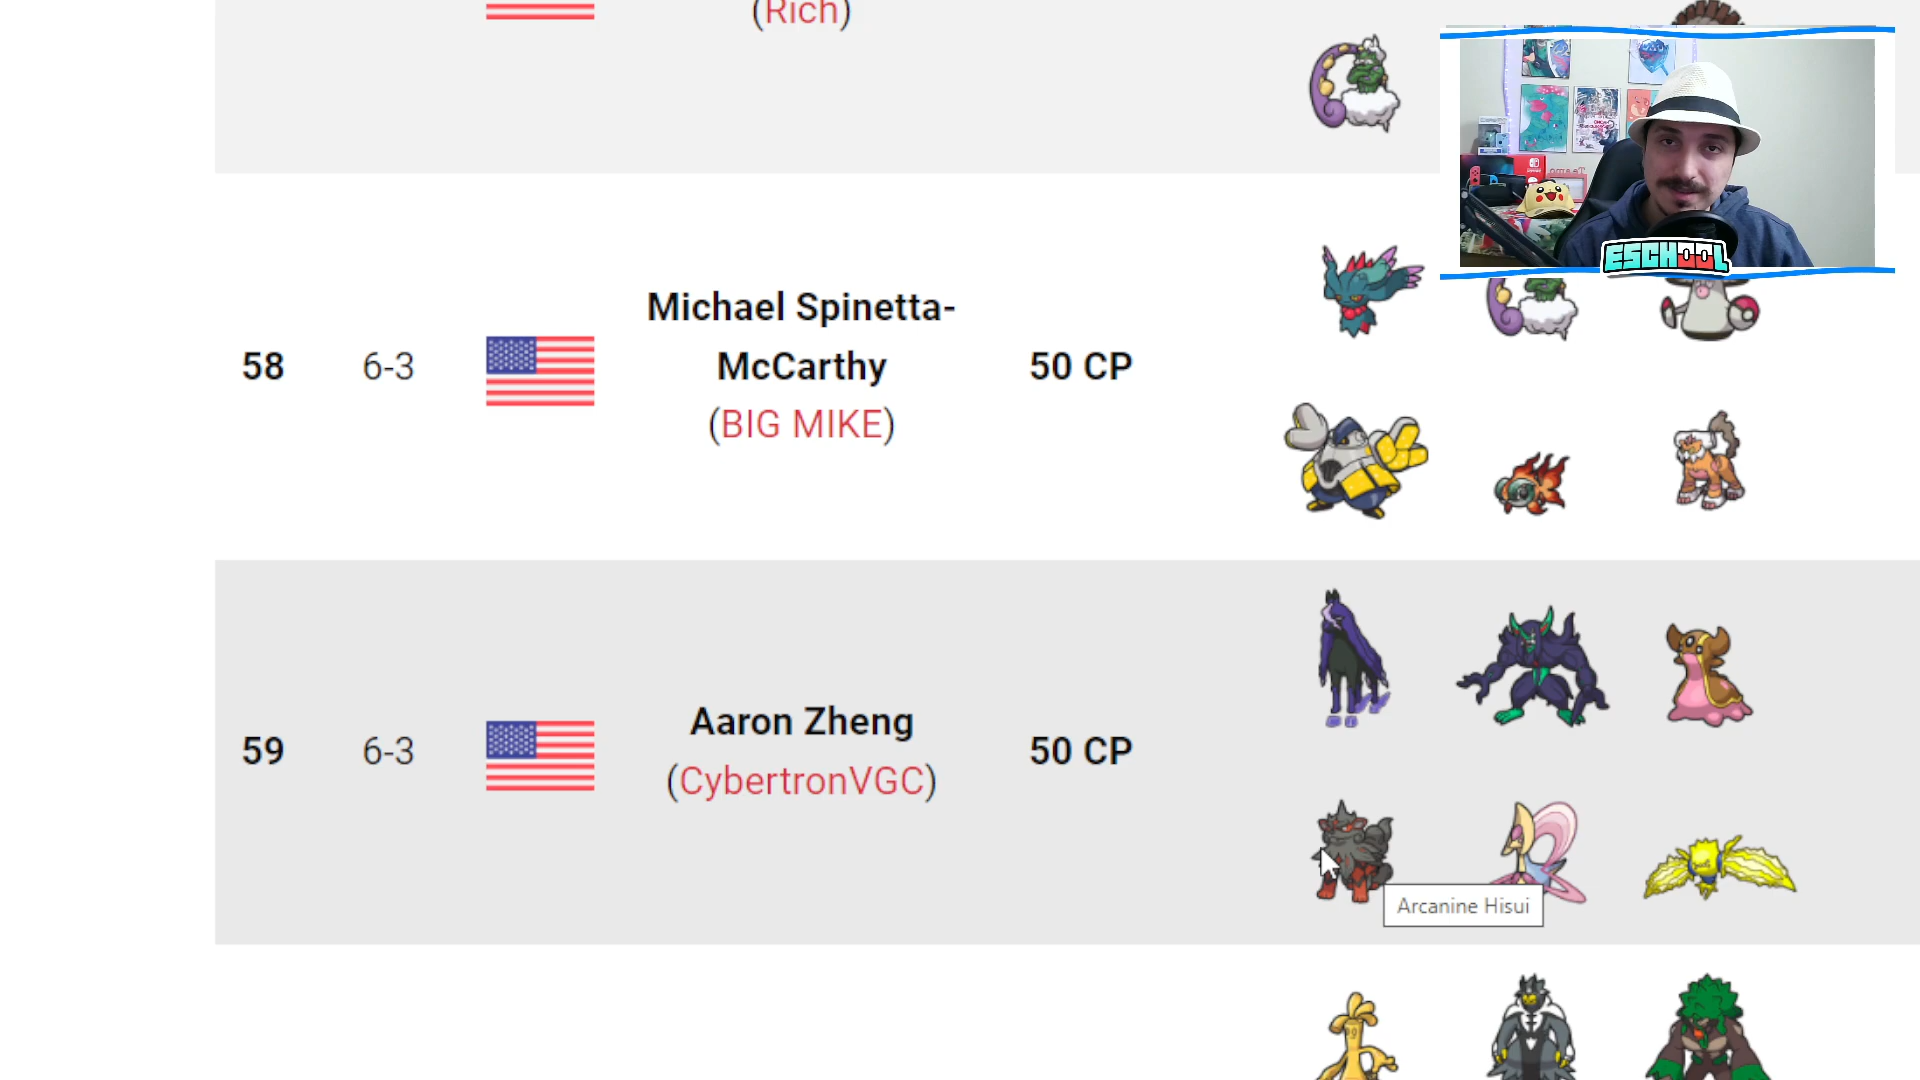 (Rich)
58 6-3 Michael Spinetta-
McCarthy
(BIG MIKE) 50 CP
59 6-3 Aaron Zheng
(CybertronVGC) 50 CP
Arcanine Hisui
ESCHOOL